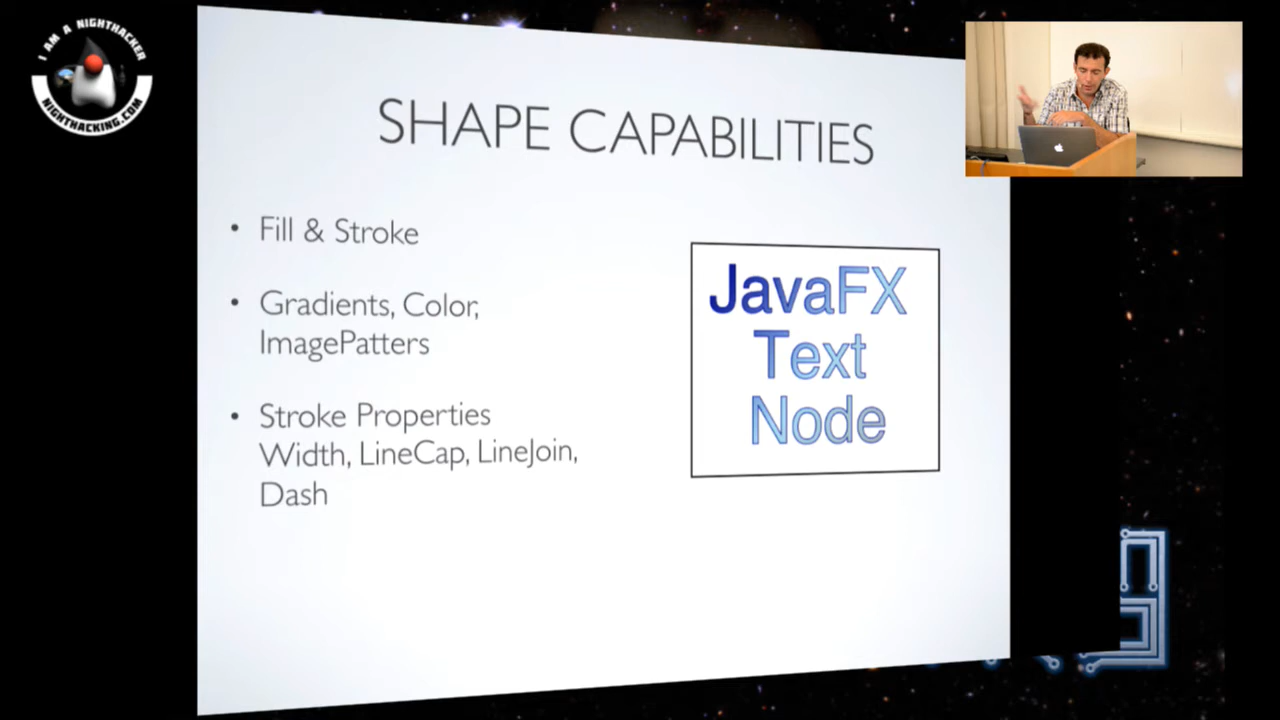 I AM A NIGHTHACKER
NIGHTHACKING.COM
SHAPE CAPABILITIES
• Fill & Stroke
• Gradients, Color,
ImagePatters
• Stroke Properties
Width, LineCap, LineJoin,
Dash
JavaFX
Text
Node